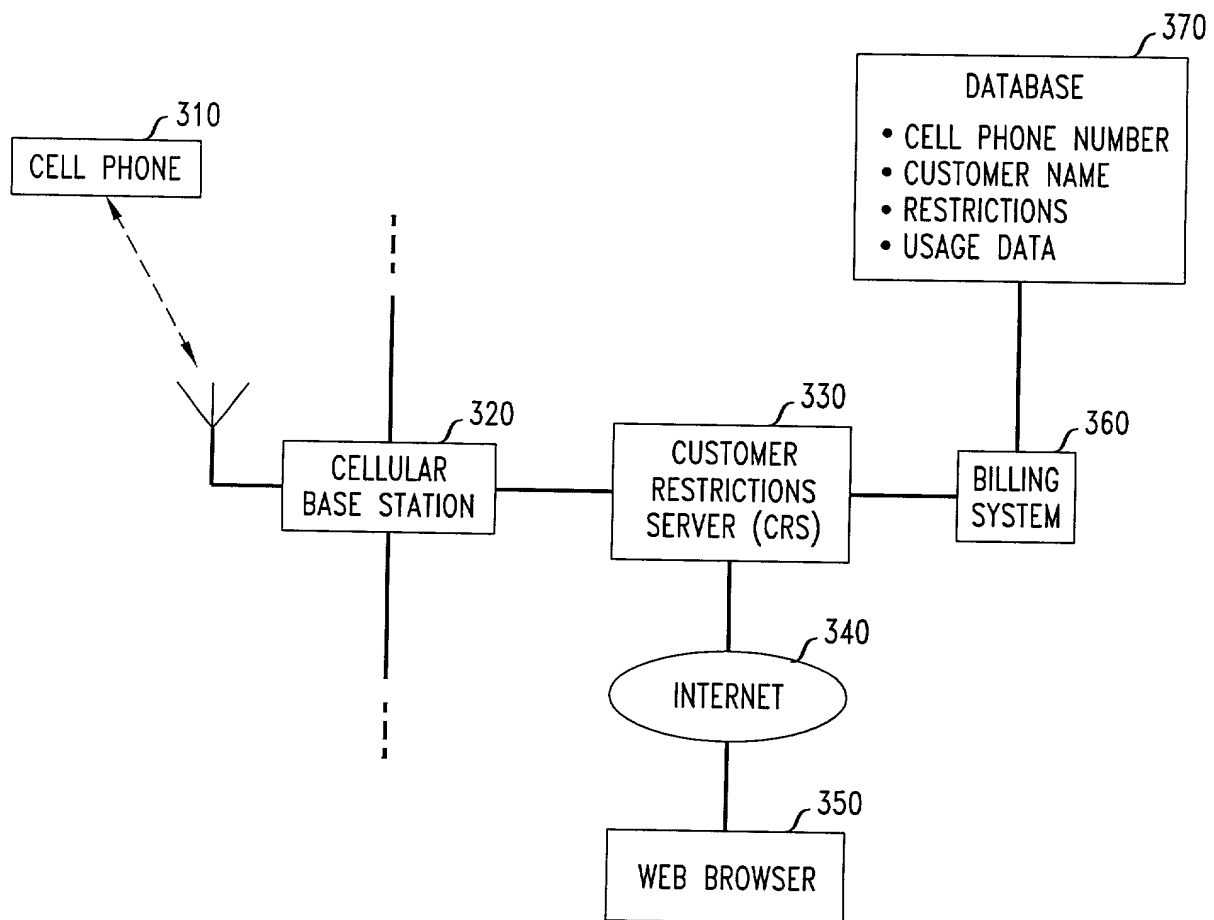 370
DATABASE
• CELL PHONE NUMBER
• CUSTOMER NAME
• RESTRICTIONS
• USAGE DATA
310
CELL PHONE
320
CELLULAR
BASE STATION
330
CUSTOMER
RESTRICTIONS
SERVER (CRS)
360
BILLING
SYSTEM
340
INTERNET
350
WEB BROWSER